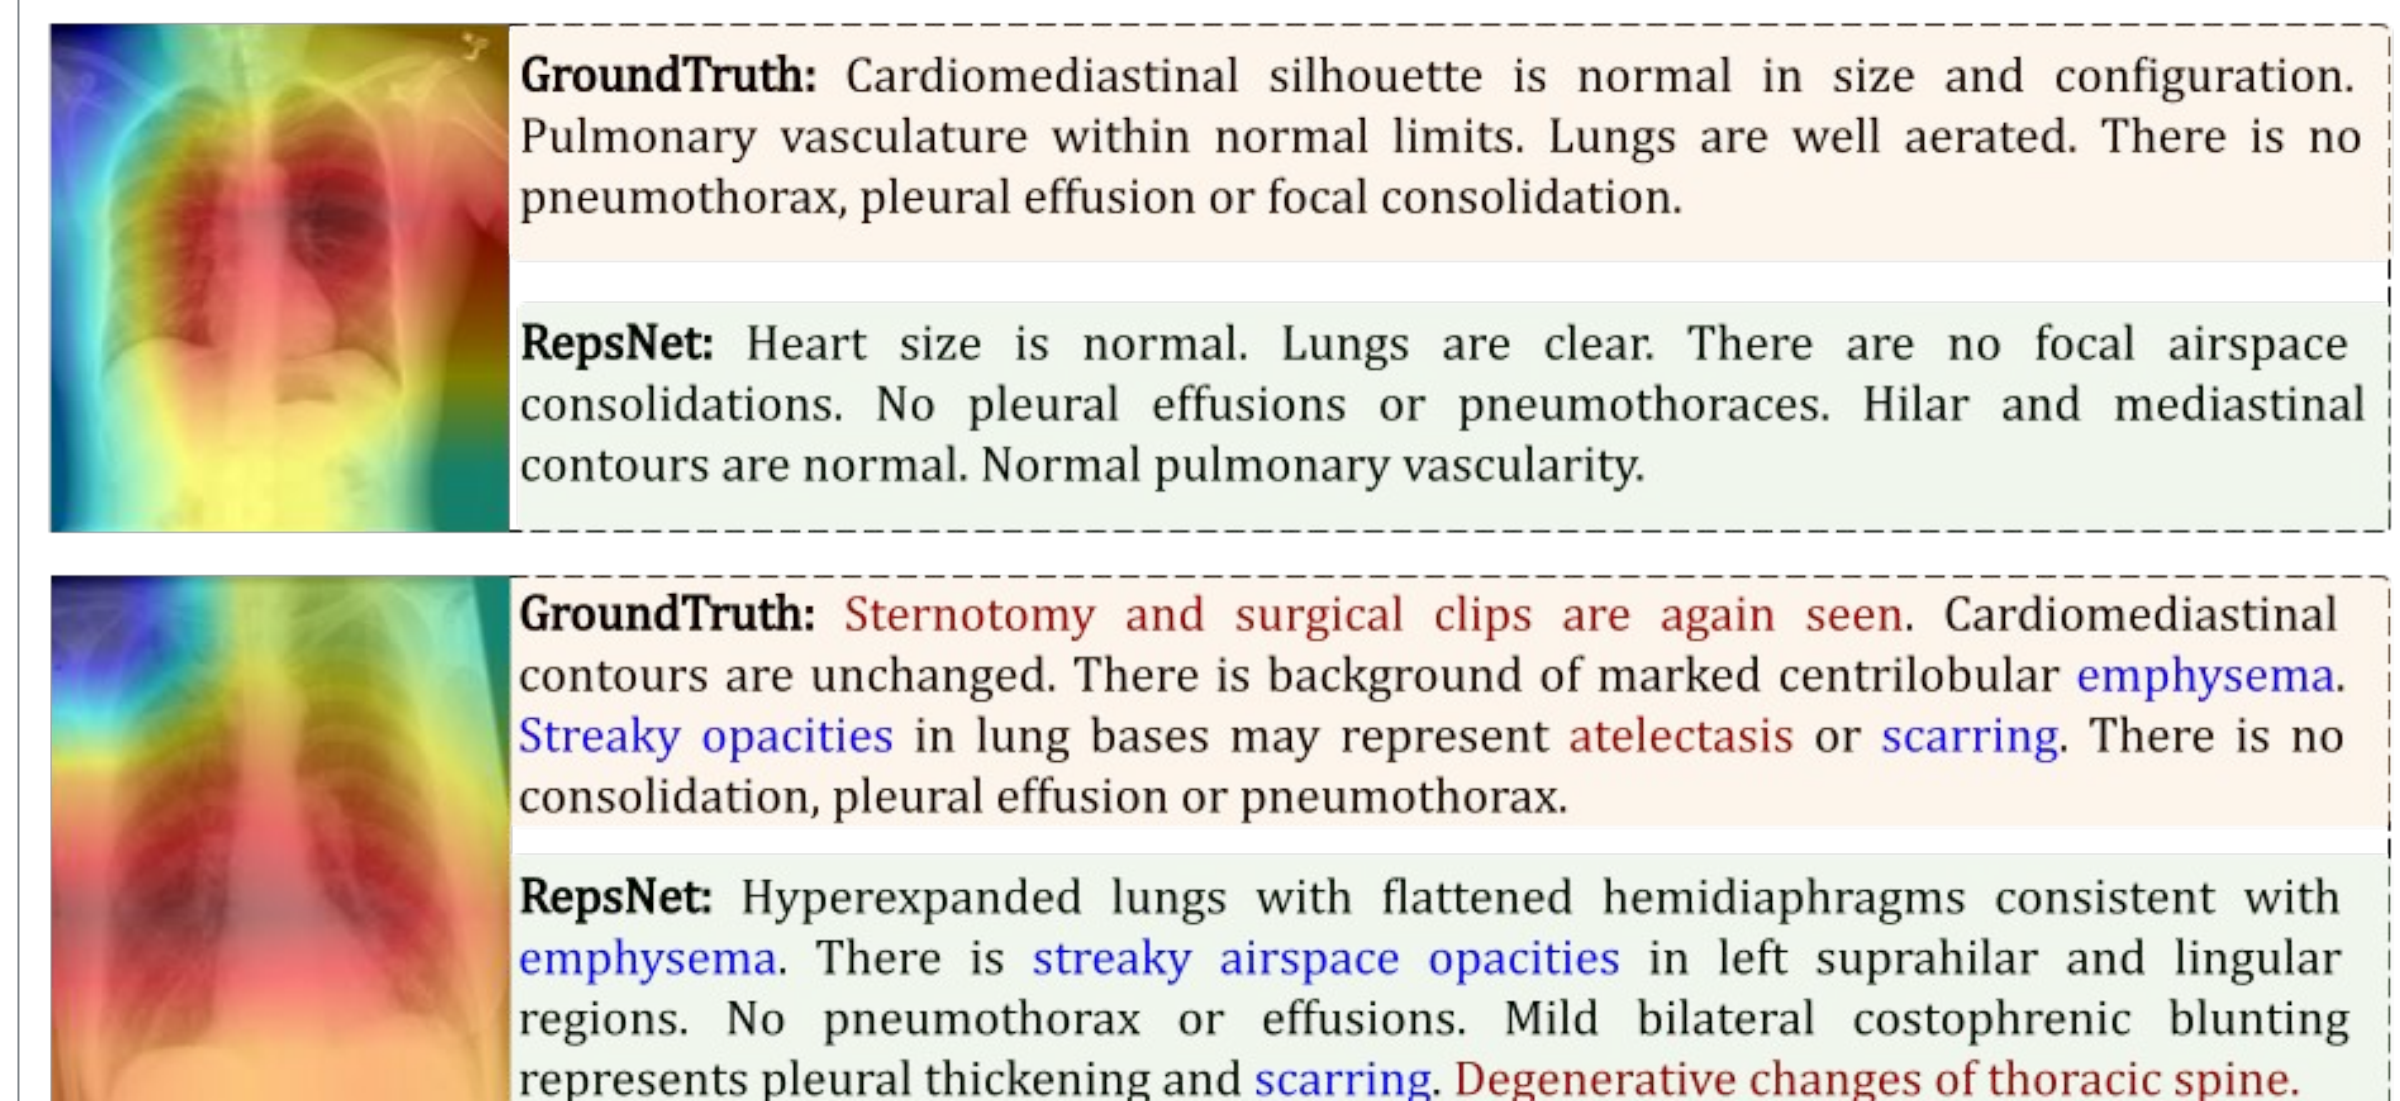 GroundTruth: Cardiomediastinal silhouette is normal in size and configuration.
Pulmonary vasculature within normal limits. Lungs are well aerated. There is no
pneumothorax, pleural effusion or focal consolidation.
RepsNet: Heart size is normal. Lungs are clear. There are no focal airspace
consolidations. No pleural effusions or pneumothoraces. Hilar and mediastinal
contours are normal. Normal pulmonary vascularity.
GroundTruth: Sternotomy and surgical clips are again seen. Cardiomediastinal
contours are unchanged. There is background of marked centrilobular emphysema.
Streaky opacities in lung bases may represent atelectasis or scarring. There is no
consolidation, pleural effusion or pneumothorax.
RepsNet: Hyperexpanded lungs with flattened hemidiaphragms consistent with
emphysema. There is streaky airspace opacities in left suprahilar and lingular
regions. No pneumothorax or effusions. Mild bilateral costophrenic blunting
represents pleural thickening and scarring. Degenerative changes of thoracic spine.